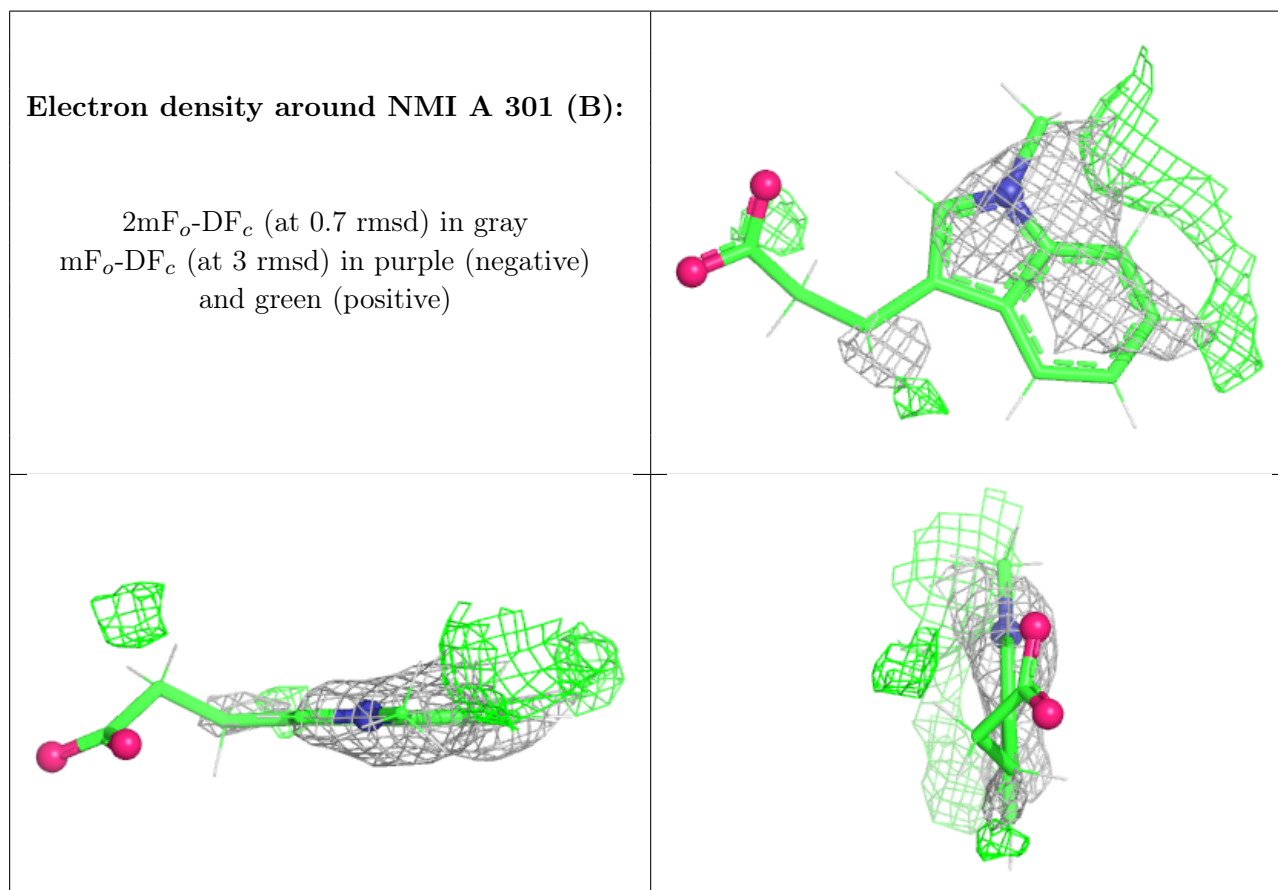 Electron density around NMI A 301 (B):
2mFₒ-DF𝒸 (at 0.7 rmsd) in gray
mFₒ-DF𝒸 (at 3 rmsd) in purple (negative)
and green (positive)